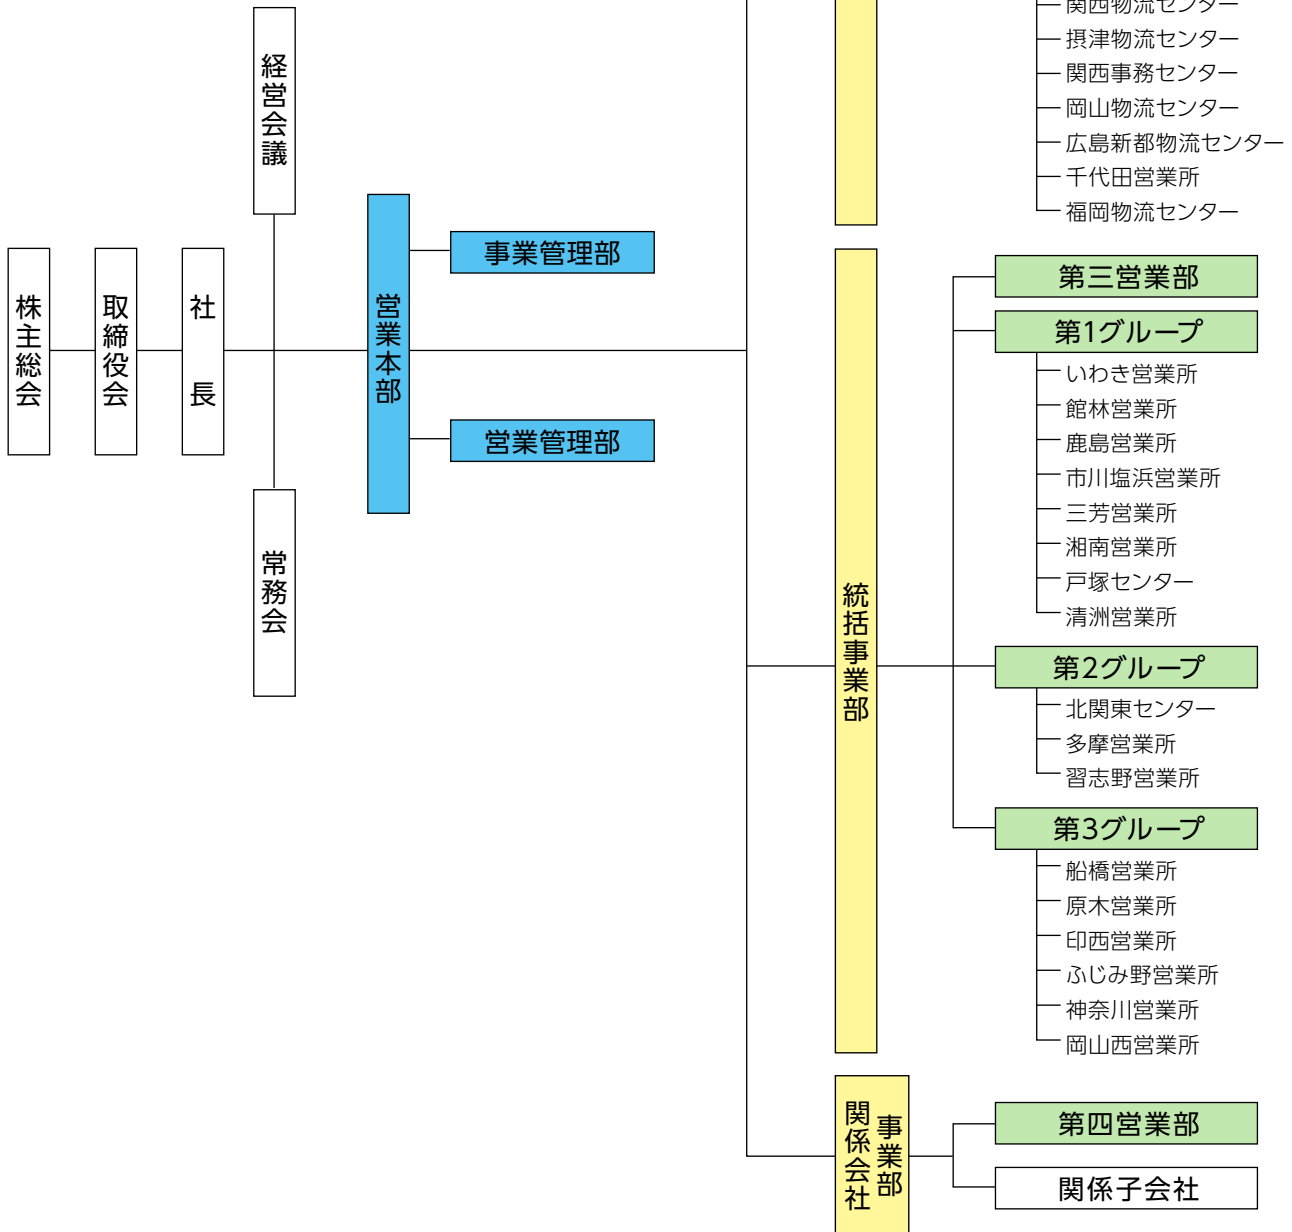 株主総会
取締役会
社長
経営会議
常務会
営業本部
事業管理部
営業管理部
関西物流センター
摂津物流センター
関西事務センター
岡山物流センター
広島新都物流センター
千代田営業所
福岡物流センター
統括事業部
第三営業部
第1グループ
いわき営業所
館林営業所
鹿島営業所
市川塩浜営業所
三芳営業所
湘南営業所
戸塚センター
清洲営業所
第2グループ
北関東センター
多摩営業所
習志野営業所
第3グループ
船橋営業所
原木営業所
印西営業所
ふじみ野営業所
神奈川営業所
岡山西営業所
関係会社
事業部
第四営業部
関係子会社